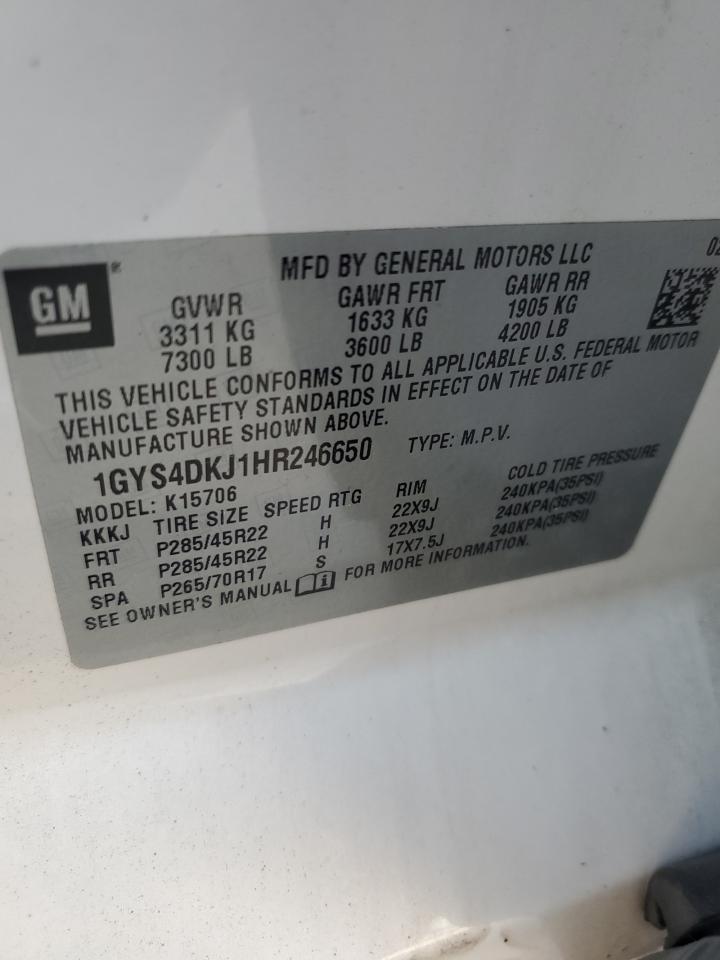 GM
MFD BY GENERAL MOTORS LLC 02
GVWR GAWR FRT GAWR RR
3311 KG 1633 KG 1905 KG
7300 LB 3600 LB 4200 LB
THIS VEHICLE CONFORMS TO ALL APPLICABLE U.S. FEDERAL MOTOR
VEHICLE SAFETY STANDARDS IN EFFECT ON THE DATE OF
MANUFACTURE SHOWN ABOVE.
1GYS4DKJ1HR246650 TYPE: M.P.V.
MODEL: K15706
KKKJ TIRE SIZE SPEED RTG RIM COLD TIRE PRESSURE
FRT P285/45R22 H 22X9J 240KPA(35PSI)
RR P285/45R22 H 22X9J 240KPA(35PSI)
SPA P265/70R17 S 17X7.5J 240KPA(35PSI)
SEE OWNER'S MANUAL FOR MORE INFORMATION.